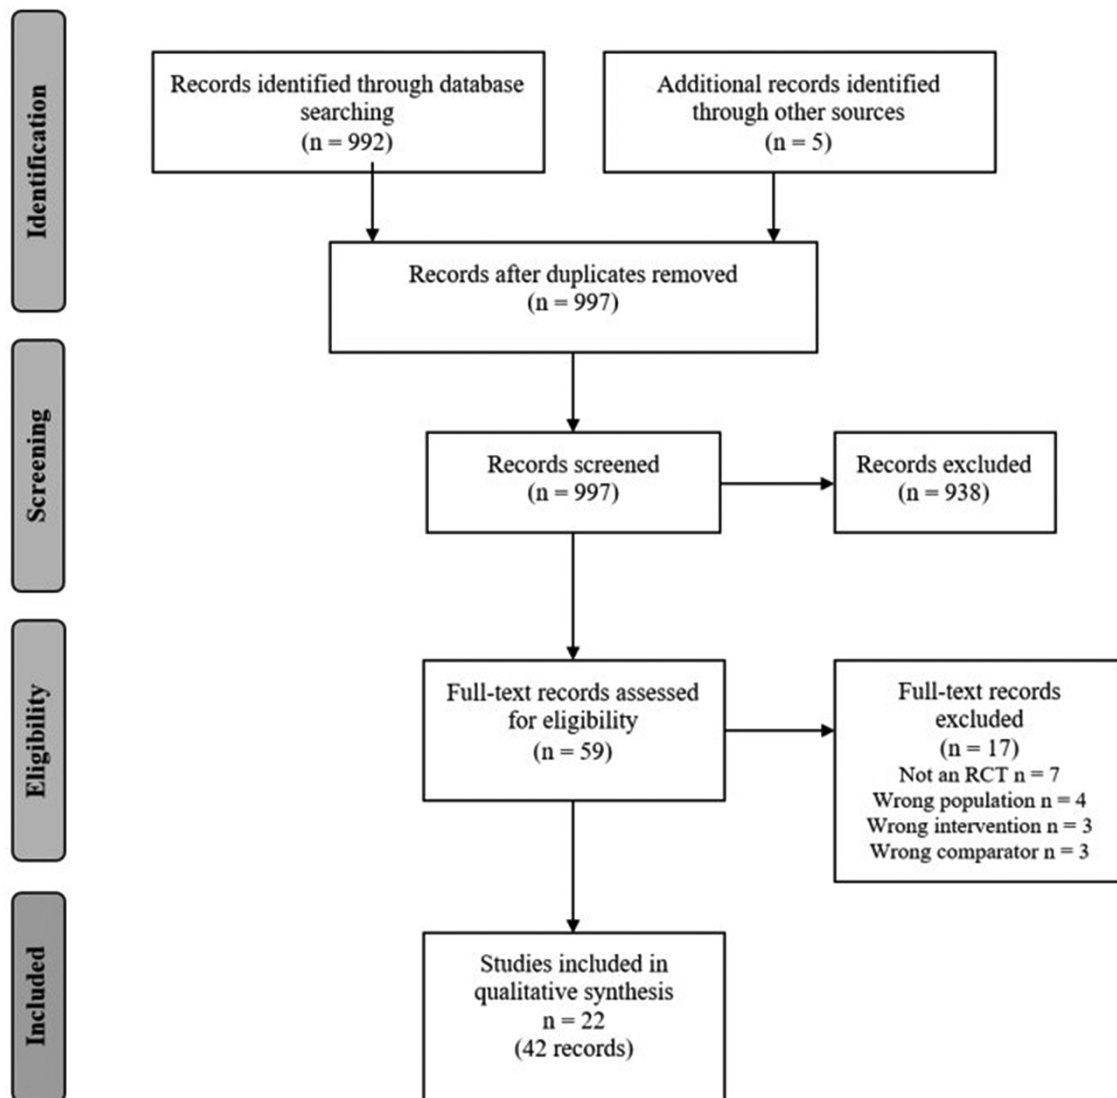 Identification
Records identified through database
searching
(n = 992)
Additional records identified
through other sources
(n = 5)
Records after duplicates removed
(n = 997)
Screening
Records screened
(n = 997)
Records excluded
(n = 938)
Eligibility
Full-text records assessed
for eligibility
(n = 59)
Full-text records
excluded
(n = 17)
Not an RCT n = 7
Wrong population n = 4
Wrong intervention n = 3
Wrong comparator n = 3
Included
Studies included in
qualitative synthesis
n = 22
(42 records)